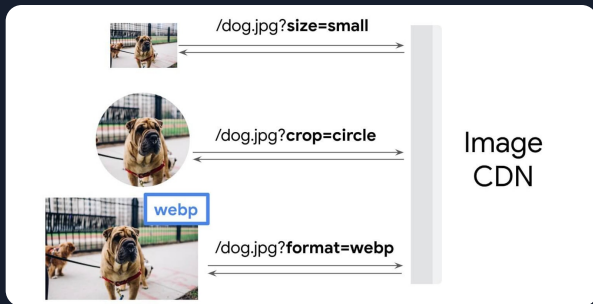 /dog.jpg?size=small
/dog.jpg?crop=circle
Image
CDN
webp
/dog.jpg?format=webp